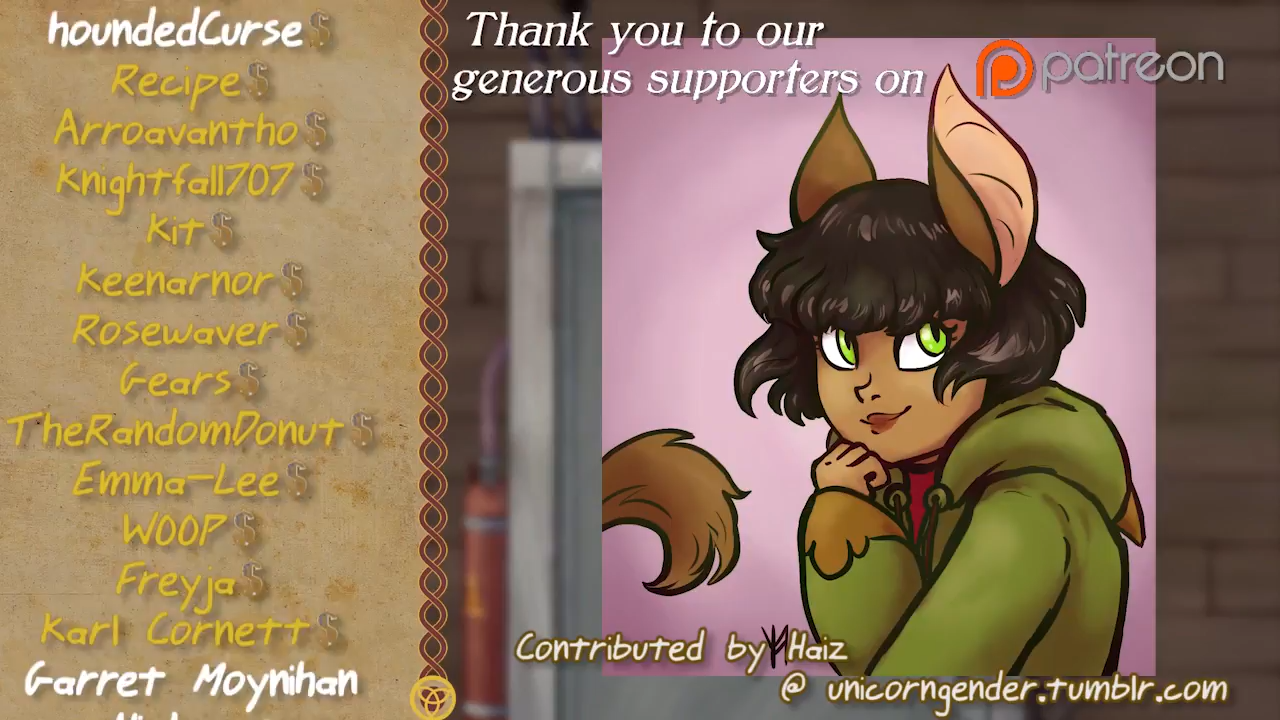 houndedCurse
Recipe
Arroavantho
Knightfall707
Kit
Keenarnor
Rosewaver
Gears
TheRandomDonut
Emma-Lee
WOOP
Freyja
Karl Cornett
Garret Moynihan
Thank you to our
generous supporters on
patreon
Contributed by Haiz
@ unicorngender.tumblr.com